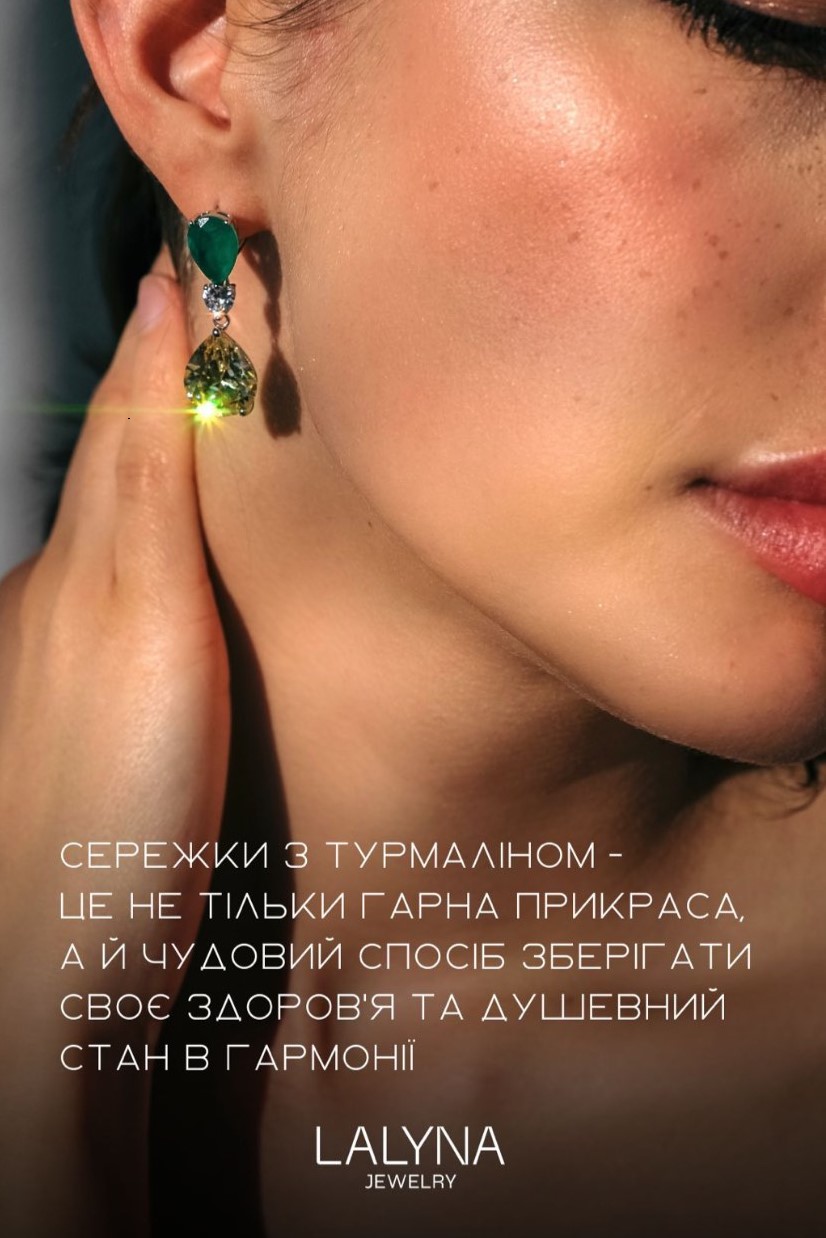 СЕРЕЖКИ З ТУРМАЛІНОМ -
ЦЕ НЕ ТІЛЬКИ ГАРНА ПРИКРАСА,
А Й ЧУДОВИЙ СПОСІБ ЗБЕРІГАТИ
СВОЄ ЗДОРОВ'Я ТА ДУШЕВНИЙ
СТАН В ГАРМОНІЇ
LALYNA
JEWELRY